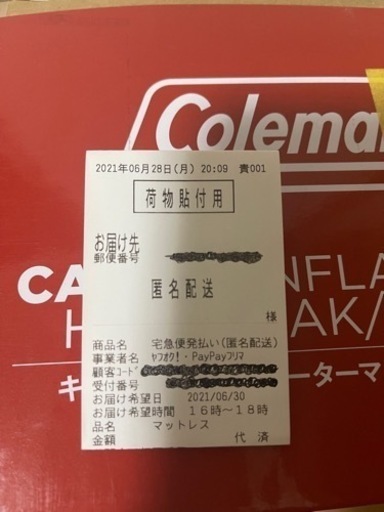 Coleman
2021年06月28日(月) 20:09 責001
荷物貼付用
お届け先
郵便番号
匿名配送
様
商品名 宅急便発払い(匿名配送)
事業者名 ヤフオク!・PayPayフリマ
顧客コード
受付番号
お届け希望日 2021/06/30
お届け希望時間 16時~18時
品名 マットレス
金額 代済
CA
NFLA
H
AK/
キ
ーターマ